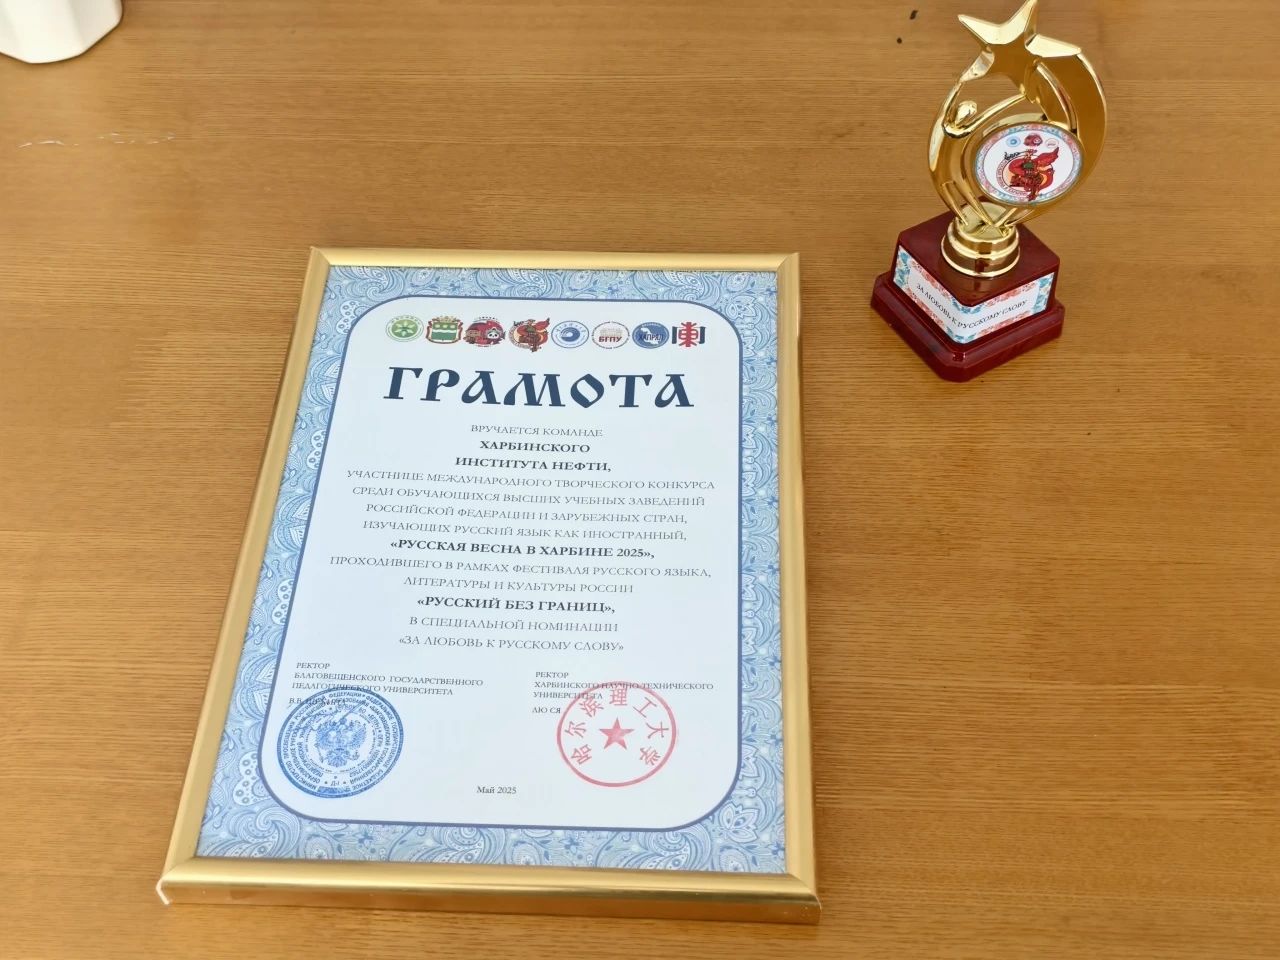 БГПУ
ХАПРЯЛ
ГРАМОТА
ВРУЧАЕТСЯ КОМАНДЕ
ХАРБИНСКОГО
ИНСТИТУТА НЕФТИ,
УЧАСТНИЦЕ МЕЖДУНАРОДНОГО ТВОРЧЕСКОГО КОНКУРСА
СРЕДИ ОБУЧАЮЩИХСЯ ВЫСШИХ УЧЕБНЫХ ЗАВЕДЕНИЙ
РОССИЙСКОЙ ФЕДЕРАЦИИ И ЗАРУБЕЖНЫХ СТРАН,
ИЗУЧАЮЩИХ РУССКИЙ ЯЗЫК КАК ИНОСТРАННЫЙ,
«РУССКАЯ ВЕСНА В ХАРБИНЕ 2025»,
ПРОХОДИВШЕГО В РАМКАХ ФЕСТИВАЛЯ РУССКОГО ЯЗЫКА,
ЛИТЕРАТУРЫ И КУЛЬТУРЫ РОССИИ
«РУССКИЙ БЕЗ ГРАНИЦ»,
В СПЕЦИАЛЬНОЙ НОМИНАЦИИ
«ЗА ЛЮБОВЬ К РУССКОМУ СЛОВУ»
РЕКТОР
БЛАГОВЕЩЕНСКОГО ГОСУДАРСТВЕННОГО
ПЕДАГОГИЧЕСКОГО УНИВЕРСИТЕТА
РЕКТОР
ХАРБИНСКОГО НАУЧНО-ТЕХНИЧЕСКОГО
УНИВЕРСИТЕТА
ЛЮ СЯ
哈尔滨理工大学
Май 2025
ЗА ЛЮБОВЬ К РУССКОМУ СЛОВУ